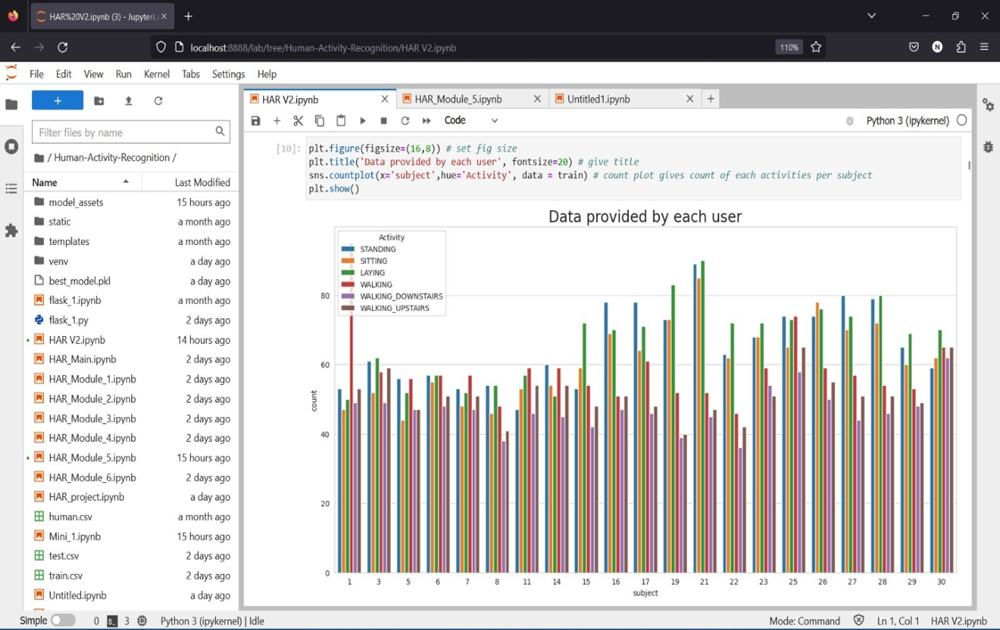 HAR%20V2.ipynb (3) - JupyterL
localhost:8888/lab/tree/Human-Activity-Recognition/HAR V2.ipynb
110%
N
File Edit View Run Kernel Tabs Settings Help
HAR V2.ipynb
HAR_Module_5.ipynb
Untitled1.ipynb
Code
Python 3 (ipykernel)
Filter files by name
/ Human-Activity-Recognition /
Name Last Modified
model_assets 15 hours ago
static a month ago
templates a month ago
venv a day ago
best_model.pkl a day ago
flask_1.ipynb a month ago
flask_1.py 2 days ago
HAR V2.ipynb 14 hours ago
HAR_Main.ipynb 2 days ago
HAR_Module_1.ipynb 2 days ago
HAR_Module_2.ipynb 2 days ago
HAR_Module_3.ipynb 2 days ago
HAR_Module_4.ipynb 2 days ago
HAR_Module_5.ipynb 15 hours ago
HAR_Module_6.ipynb 2 days ago
HAR_project.ipynb a day ago
human.csv a month ago
Mini_1.ipynb 15 hours ago
test.csv 2 days ago
train.csv 2 days ago
Untitled.ipynb a day ago
[10]:
plt.figure(figsize=(16,8)) # set fig size
plt.title('Data provided by each user', fontsize=20) # give title
sns.countplot(x='subject',hue='Activity', data = train) # count plot gives count of each activities per subject
plt.show()
Data provided by each user
Activity
STANDING
SITTING
LAYING
WALKING
WALKING_DOWNSTAIRS
WALKING_UPSTAIRS
80
60
40
20
0
count
1 3 5 6 7 8 11 14 15 16 17 19 21 22 23 25 26 27 28 29 30
subject
Simple 0 $_ 3 Python 3 (ipykernel) | Idle
Mode: Command Ln 1, Col 1 HAR V2.ipynb